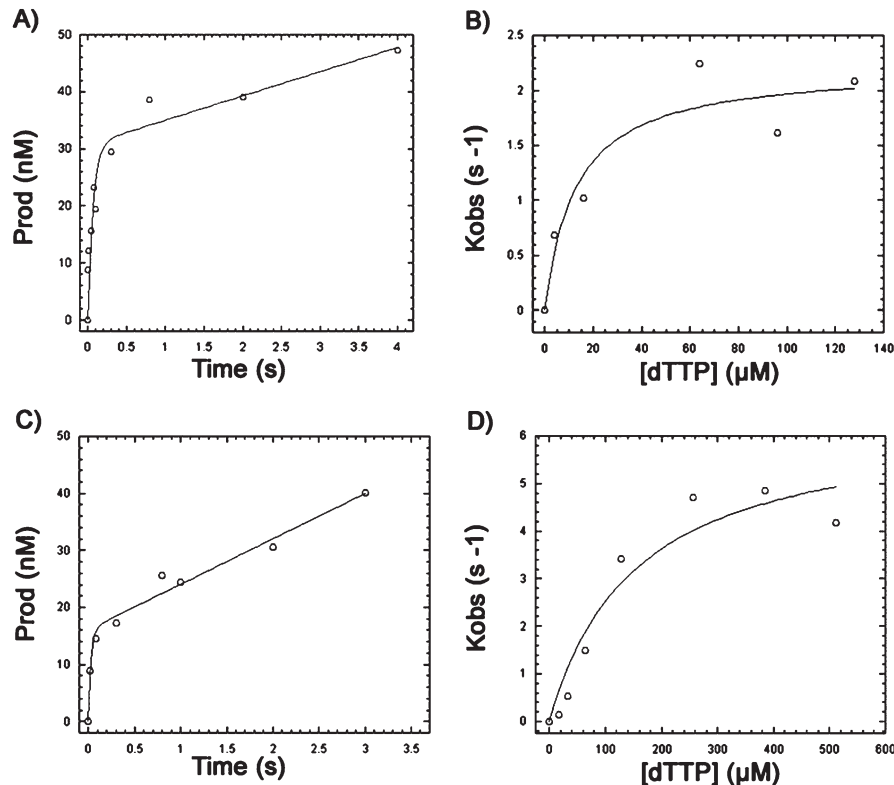 A)
Prod (nM)
50
40
30
20
10
0
0 0.5 1 1.5 2 2.5 3 3.5 4
Time (s)
B)
Kobs (s -1)
2.5
2
1.5
1
0.5
0
0 20 40 60 80 100 120 140
[dTTP] (µM)
C)
Prod (nM)
50
40
30
20
10
0
0 0.5 1 1.5 2 2.5 3 3.5
Time (s)
D)
Kobs (s -1)
6
5
4
3
2
1
0
0 100 200 300 400 500 600
[dTTP] (µM)